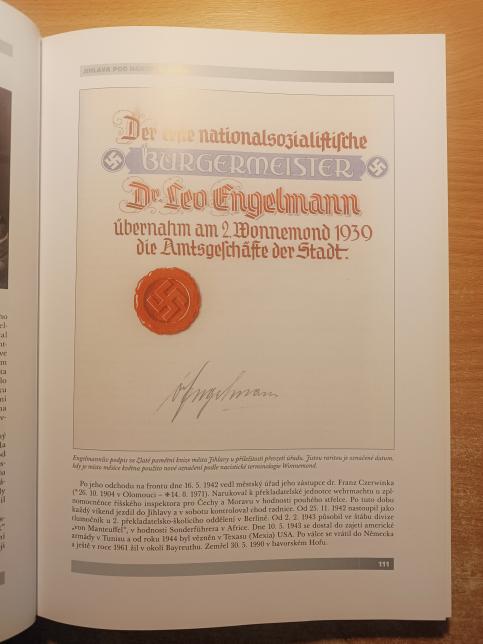 JIHLAVA POD
Der erste nationalsozialistische
BÜRGERMEISTER
Dr. Leo Engelmann
übernahm am 2. Wonnemond 1939
die Amtsgeschäfte der Stadt.
Engelmann
Engelmannův podpis ve Zlaté pamětní knize města Jihlavy u příležitosti převzetí úřadu. Jistou raritou je označené datum,
kdy je místo měsíce května použito nové označení podle nacistické terminologie Wonnemond.
Po jeho odchodu na frontu dne 16. 5. 1942 vedl městský úřad jeho zástupce dr. Franz Czerwinka
(*26. 10. 1904 v Olomouci – +14. 8. 1971). Narukoval k překladatelské jednotce wehrmachtu a zpl-
nomocněnce říšského inspektora pro Čechy a Moravu v hodnosti pouhého střelce. Po tuto dobu
každý víkend jezdil do Jihlavy a v sobotu kontroloval chod radnice. Od 25. 11. 1942 nastoupil jako
tlumočník u 2. překladatelsko-školicího oddělení v Berlíně. Od 2. 2. 1943 působil ve štábu divize
„von Manteuffel", v hodnosti Sonderführera v Africe. Dne 10. 5. 1943 se dostal do zajetí americké
armády v Tunisu a od roku 1944 byl vězněn v Texasu (Mexia) USA. Po válce se vrátil do Německa
a ještě v roce 1961 žil v okolí Bayreuthu. Zemřel 30. 5. 1990 v bavorském Hofu.
111